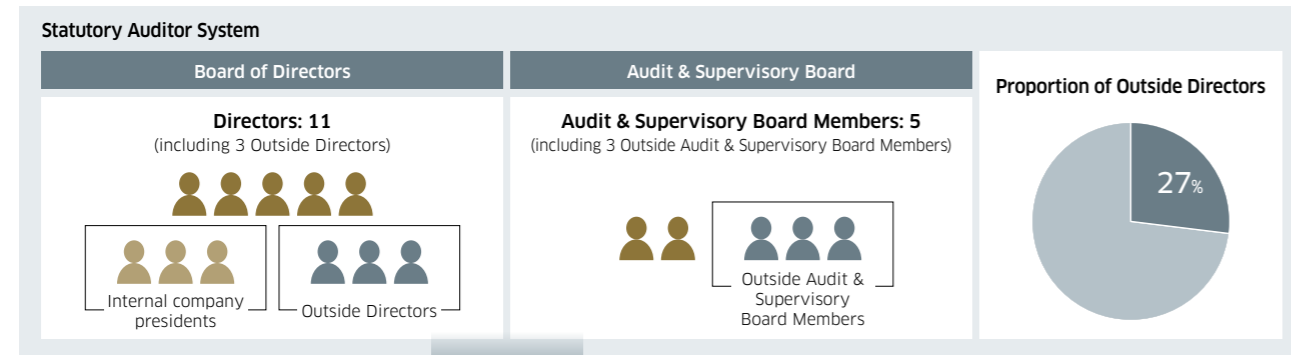 Statutory Auditor System
Board of Directors
Directors: 11
(including 3 Outside Directors)
Internal company
presidents
Outside Directors
Audit & Supervisory Board
Audit & Supervisory Board Members: 5
(including 3 Outside Audit & Supervisory Board Members)
Outside Audit &
Supervisory
Board Members
Proportion of Outside Directors
27%